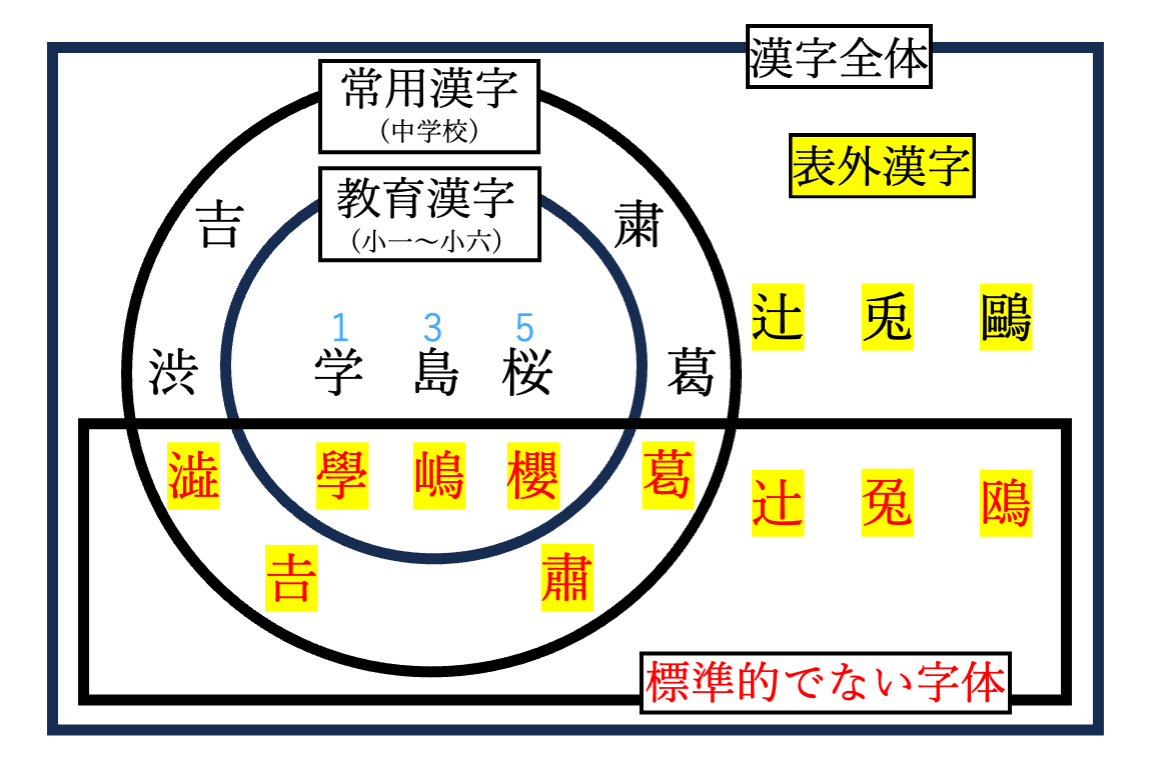 漢字全体
常用漢字
(中学校)
表外漢字
教育漢字
(小一～小六)
吉
粛
1 3 5
学 島 桜
渋
葛
辻 兎 鷗
澁 學 嶋 櫻 葛
辻 兔 鴎
𠮷
肅
標準的でない字体